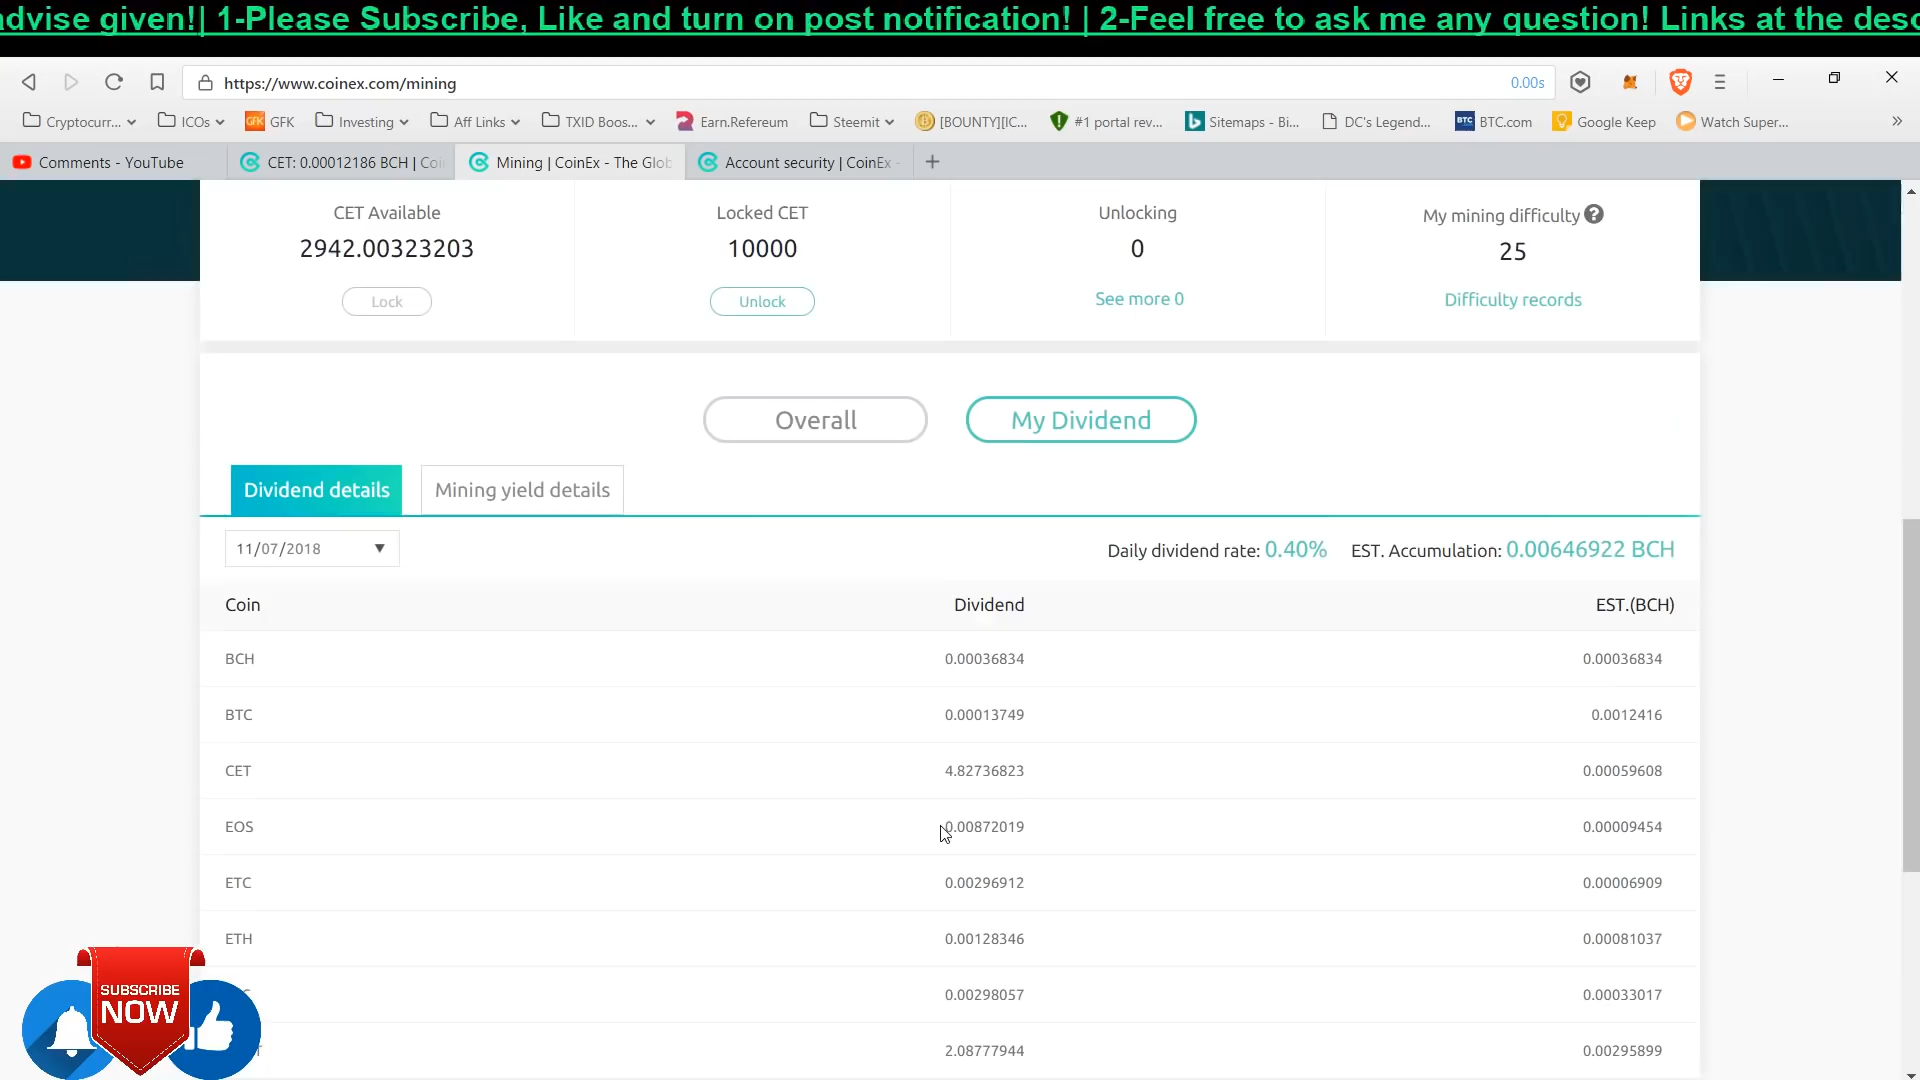 advise given!| 1-Please Subscribe, Like and turn on post notification! | 2-Feel free to ask me any question! Links at the desc
https://www.coinex.com/mining 0.00s
Cryptocurr... ICOs GFK Investing Aff Links TXID Boos... Earn.Refereum Steemit [BOUNTY][IC... #1 portal rev... Sitemaps - Bi... DC's Legend... BTC.com Google Keep Watch Super... »
Comments - YouTube CET: 0.00012186 BCH | Coi Mining | CoinEx - The Glob Account security | CoinEx -
CET Available Locked CET Unlocking My mining difficulty ?
2942.00323203 10000 0 25
Lock Unlock See more 0 Difficulty records
Overall My Dividend
Dividend details Mining yield details
11/07/2018 Daily dividend rate: 0.40% EST. Accumulation: 0.00646922 BCH
Coin Dividend EST.(BCH)
BCH 0.00036834 0.00036834
BTC 0.00013749 0.0012416
CET 4.82736823 0.00059608
EOS 0.00872019 0.00009454
ETC 0.00296912 0.00006909
ETH 0.00128346 0.00081037
0.00298057 0.00033017
2.08777944 0.00295899
SUBSCRIBE
NOW